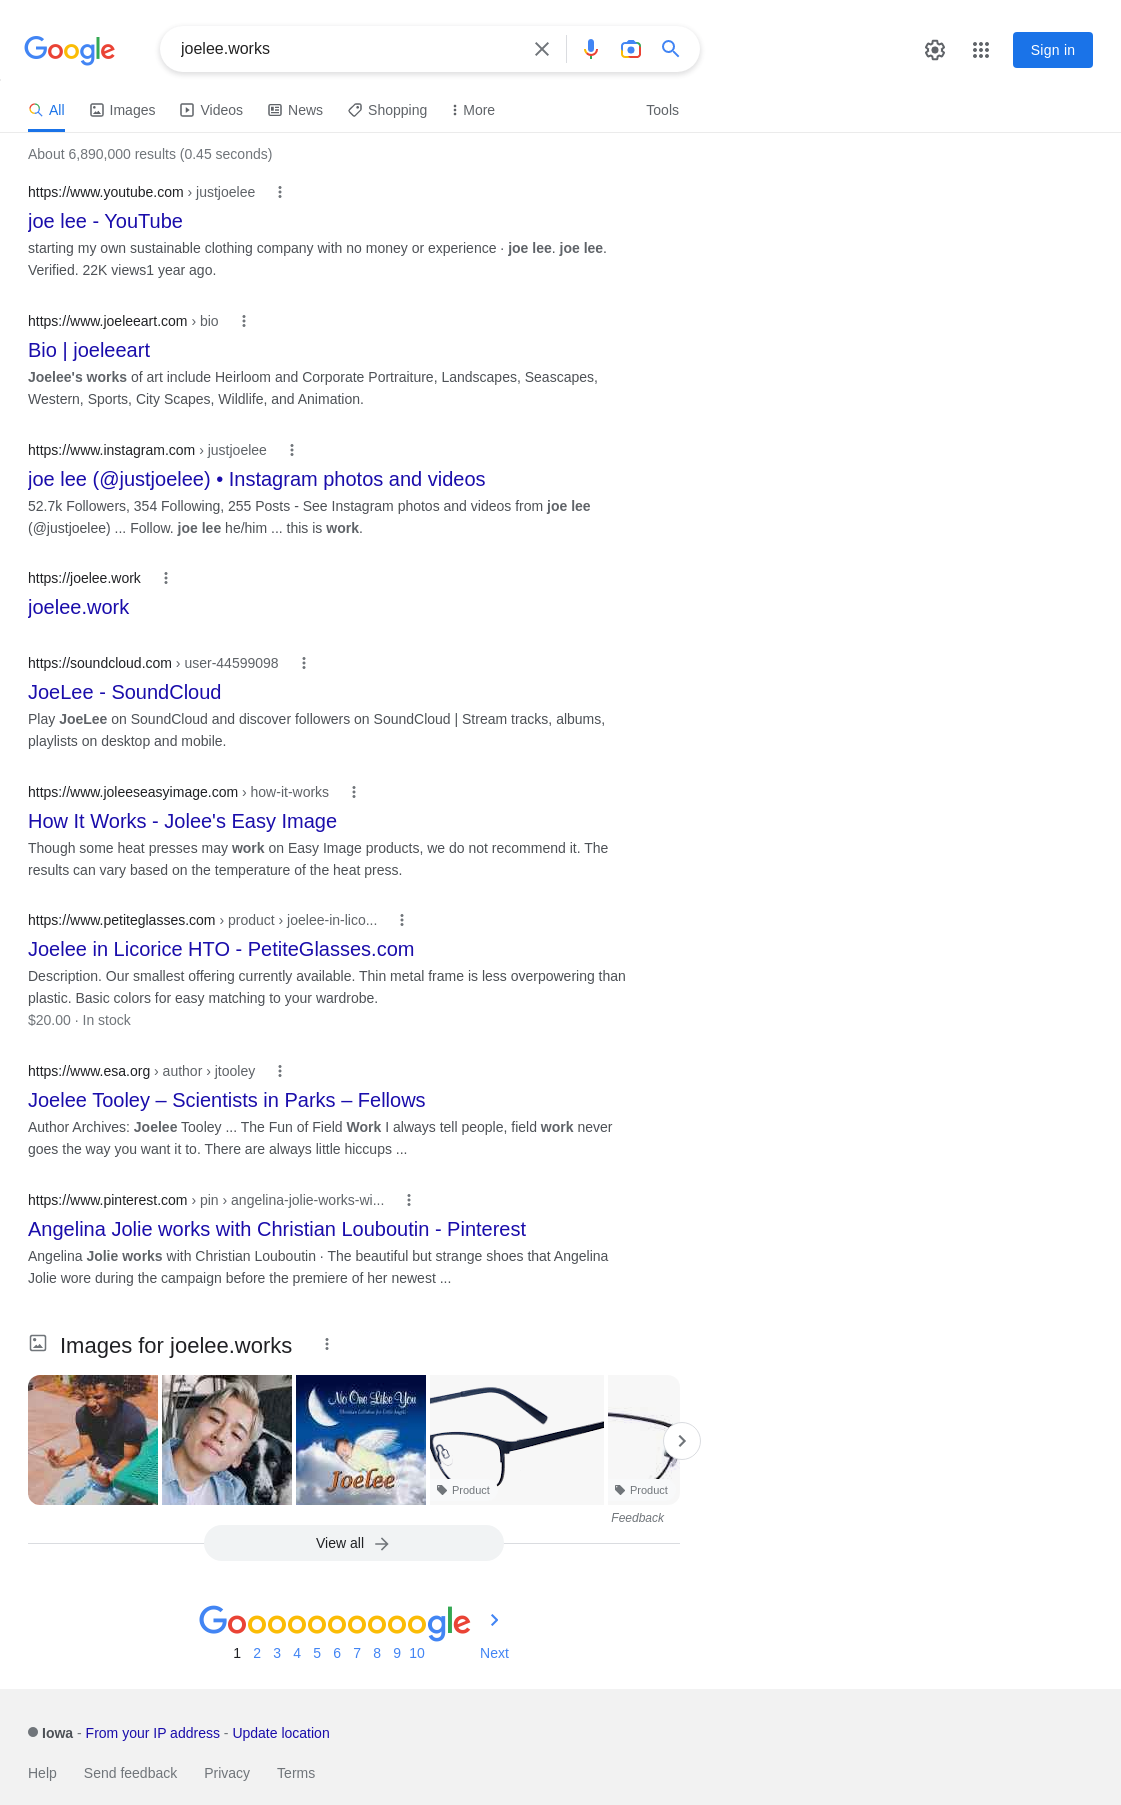 Google
joelee.works
Sign in
All
Images
Videos
News
Shopping
More
Tools
About 6,890,000 results (0.45 seconds)
https://www.youtube.com › justjoelee
joe lee - YouTube
starting my own sustainable clothing company with no money or experience · joe lee. joe lee.
Verified. 22K views1 year ago.
https://www.joeleeart.com › bio
Bio | joeleeart
Joelee's works of art include Heirloom and Corporate Portraiture, Landscapes, Seascapes,
Western, Sports, City Scapes, Wildlife, and Animation.
https://www.instagram.com › justjoelee
joe lee (@justjoelee) • Instagram photos and videos
52.7k Followers, 354 Following, 255 Posts - See Instagram photos and videos from joe lee
(@justjoelee) ... Follow. joe lee he/him ... this is work.
https://joelee.work
joelee.work
https://soundcloud.com › user-44599098
JoeLee - SoundCloud
Play JoeLee on SoundCloud and discover followers on SoundCloud | Stream tracks, albums,
playlists on desktop and mobile.
https://www.joleeseasyimage.com › how-it-works
How It Works - Jolee's Easy Image
Though some heat presses may work on Easy Image products, we do not recommend it. The
results can vary based on the temperature of the heat press.
https://www.petiteglasses.com › product › joelee-in-lico...
Joelee in Licorice HTO - PetiteGlasses.com
Description. Our smallest offering currently available. Thin metal frame is less overpowering than
plastic. Basic colors for easy matching to your wardrobe.
$20.00 · In stock
https://www.esa.org › author › jtooley
Joelee Tooley – Scientists in Parks – Fellows
Author Archives: Joelee Tooley ... The Fun of Field Work I always tell people, field work never
goes the way you want it to. There are always little hiccups ...
https://www.pinterest.com › pin › angelina-jolie-works-wi...
Angelina Jolie works with Christian Louboutin - Pinterest
Angelina Jolie works with Christian Louboutin · The beautiful but strange shoes that Angelina
Jolie wore during the campaign before the premiere of her newest ...
Images for joelee.works
No One Like You
Christian Lullabies for Little Angels
Joelee
Product
Product
Feedback
View all
Goooooooooogle
1 2 3 4 5 6 7 8 9 10 Next
Iowa - From your IP address - Update location
Help Send feedback Privacy Terms